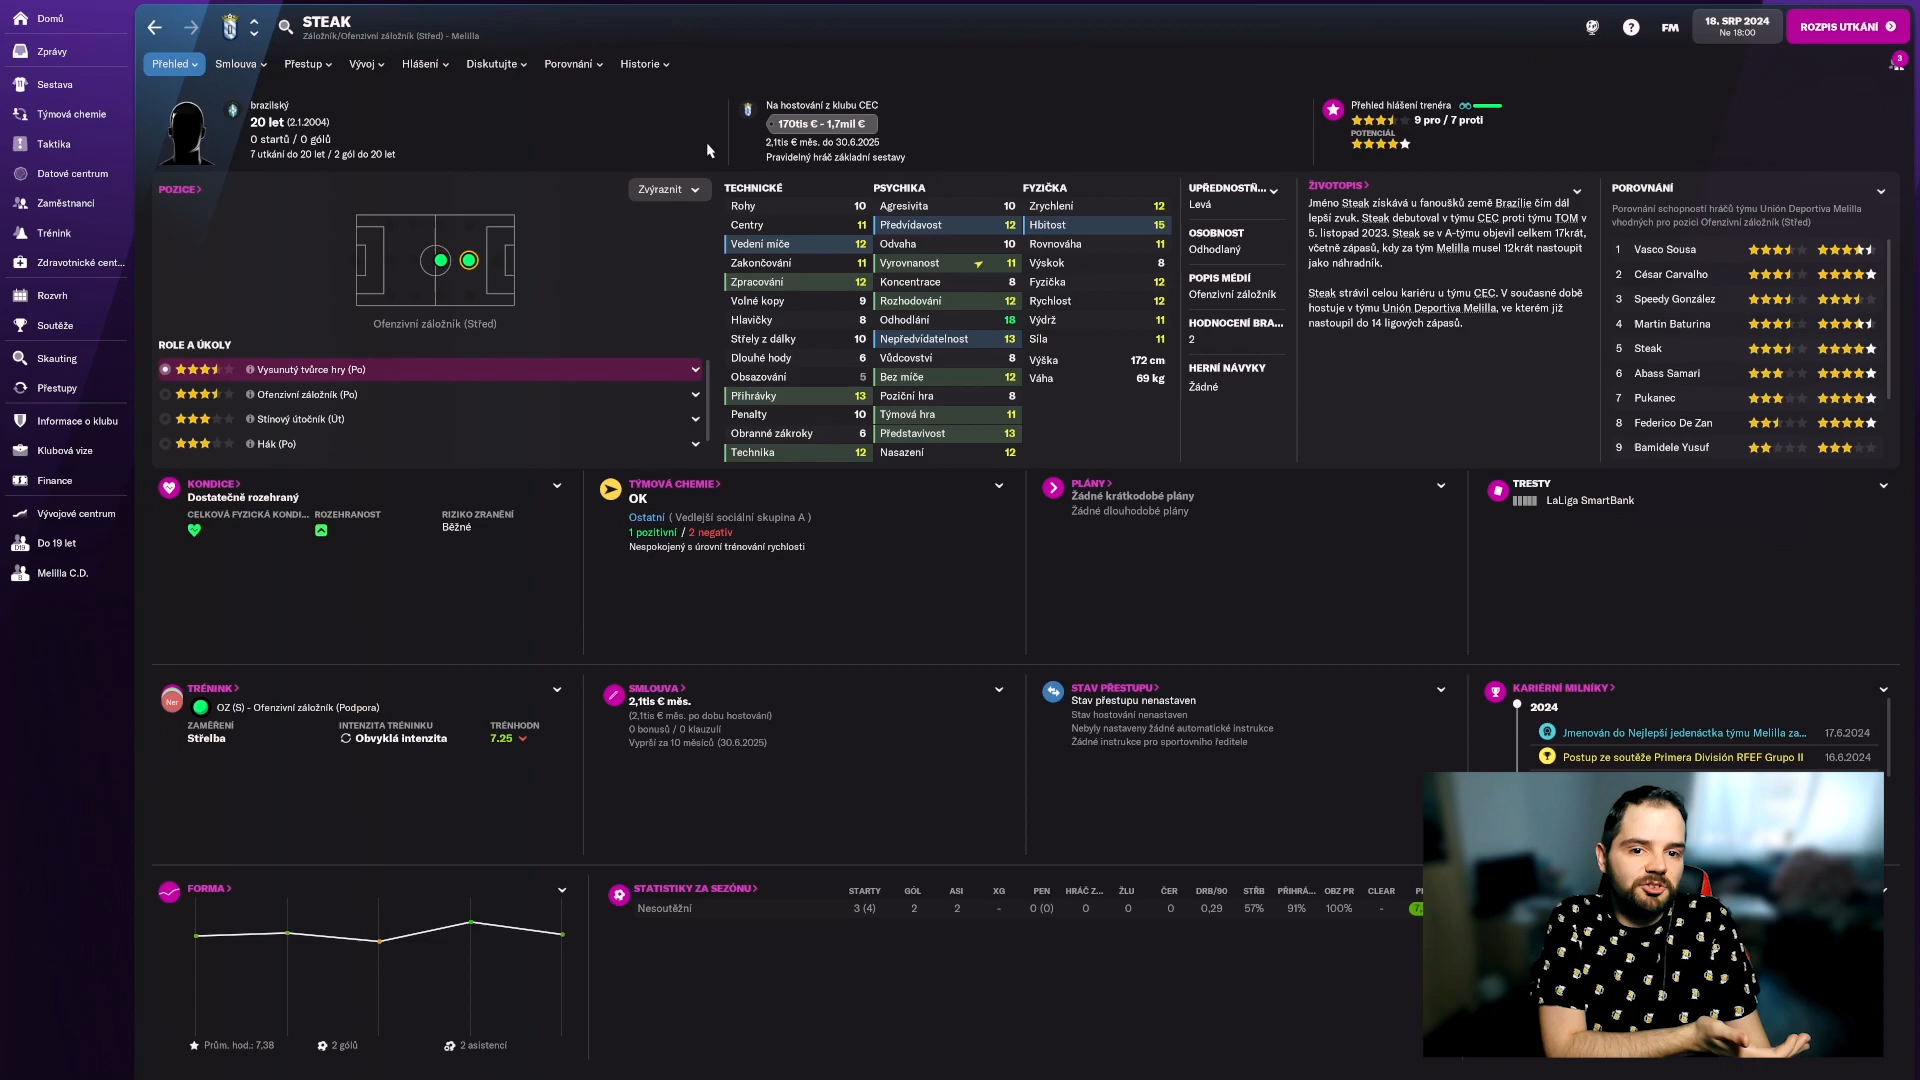 Domů
Zprávy
Sestava
Týmová chemie
Taktika
Datové centrum
Zaměstnanci
Trénink
Zdravotnické cent...
Rozvrh
Soutěže
Skauting
Přestupy
Informace o klubu
Klubová vize
Finance
Vývojové centrum
D19
Do 19 let
B
Melilla C.D.
STEAK
Záložník/Ofenzivní záložník (Střed) - Melilla
FM
18. SRP 2024
Ne 18:00
ROZPIS UTKÁNÍ
Přehled
Smlouva
Přestup
Vývoj
Hlášení
Diskutujte
Porovnání
Historie
3
brazilský
20 let (2.1.2004)
0 startů / 0 gólů
7 utkání do 20 let / 2 gól do 20 let
Na hostování z klubu CEC
170tis € - 1,7mil €
2,1tis € měs. do 30.6.2025
Pravidelný hráč základní sestavy
Přehled hlášení trenéra
9 pro / 7 proti
POTENCIÁL
POZICE
Zvýraznit
Ofenzivní záložník (Střed)
ROLE A ÚKOLY
Vysunutý tvůrce hry (Po)
Ofenzivní záložník (Po)
Stínový útočník (Út)
Hák (Po)
TECHNICKÉ
Rohy 10
Centry 11
Vedení míče 12
Zakončování 11
Zpracování 12
Volné kopy 9
Hlavičky 8
Střely z dálky 10
Dlouhé hody 6
Obsazování 5
Přihrávky 13
Penalty 10
Obranné zákroky 6
Technika 12
PSYCHIKA
Agresivita 10
Předvídavost 12
Odvaha 10
Vyrovnanost 11
Koncentrace 8
Rozhodování 12
Odhodlání 18
Nepředvídatelnost 13
Vůdcovství 8
Bez míče 12
Poziční hra 8
Týmová hra 11
Představivost 13
Nasazení 12
FYZIČKA
Zrychlení 12
Hbitost 15
Rovnováha 11
Výskok 8
Fyzička 12
Rychlost 12
Výdrž 11
Síla 11
Výška 172 cm
Váha 69 kg
UPŘEDNOSTŇ...
Levá
OSOBNOST
Odhodlaný
POPIS MÉDIÍ
Ofenzivní záložník
HODNOCENÍ BRA...
2
HERNÍ NÁVYKY
Žádné
ŽIVOTOPIS
Jméno Steak získává u fanoušků země Brazílie čím dál
lepší zvuk. Steak debutoval v týmu CEC proti týmu TOM v
5. listopad 2023. Steak se v A-týmu objevil celkem 17krát,
včetně zápasů, kdy za tým Melilla musel 12krát nastoupit
jako náhradník.
Steak strávil celou kariéru u týmu CEC. V současné době
hostuje v týmu Unión Deportiva Melilla, ve kterém již
nastoupil do 14 ligových zápasů.
POROVNÁNÍ
Porovnání schopností hráčů týmu Unión Deportiva Melilla
vhodných pro pozici Ofenzivní záložník (Střed)
1 Vasco Sousa
2 César Carvalho
3 Speedy González
4 Martin Baturina
5 Steak
6 Abass Samari
7 Pukanec
8 Federico De Zan
9 Bamidele Yusuf
KONDICE
Dostatečně rozehraný
CELKOVÁ FYZICKÁ KONDI...
ROZEHRANOST
RIZIKO ZRANĚNÍ
Běžné
TÝMOVÁ CHEMIE
OK
Ostatní ( Vedlejší sociální skupina A )
1 pozitivní / 2 negativ
Nespokojený s úrovní trénování rychlosti
PLÁNY
Žádné krátkodobé plány
Žádné dlouhodobé plány
TRESTY
LaLiga SmartBank
TRÉNINK
Ner
OZ (S) - Ofenzivní záložník (Podpora)
ZAMĚŘENÍ
Střelba
INTENZITA TRÉNINKU
Obvyklá intenzita
TRÉNHODN
7.25
SMLOUVA
2,1tis € měs.
(2,1tis € měs. po dobu hostování)
0 bonusů / 0 klauzulí
Vyprší za 10 měsíců (30.6.2025)
STAV PŘESTUPU
Stav přestupu nenastaven
Stav hostování nenastaven
Nebyly nastaveny žádné automatické instrukce
Žádné instrukce pro sportovního ředitele
KARIÉRNÍ MILNÍKY
2024
Jmenován do Nejlepší jedenáctka týmu Melilla za... 17.6.2024
Postup ze soutěže Primera División RFEF Grupo II 16.6.2024
FORMA
Prům. hod.: 7,38
2 gólů
2 asistencí
STATISTIKY ZA SEZÓNU
STARTY GÓL ASI XG PEN HRÁČ Z... ŽLU ČER DRB/90 STŘB PŘIHRÁ... OBZ PR CLEAR
Nesoutěžní 3 (4) 2 2 - 0 (0) 0 0 0 0,29 57% 91% 100% -